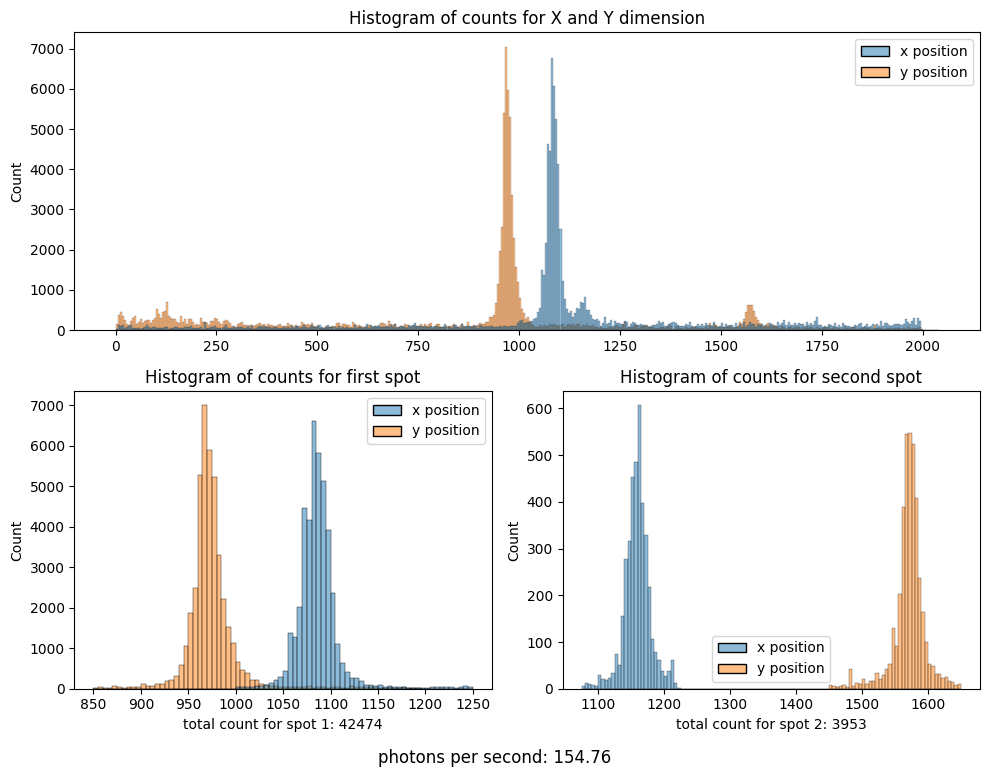 Histogram of counts for X and Y dimension
7000
6000
5000
4000
3000
2000
1000
0
Count
x position
y position
0 250 500 750 1000 1250 1500 1750 2000
Histogram of counts for first spot
7000
6000
5000
4000
3000
2000
1000
0
Count
x position
y position
850 900 950 1000 1050 1100 1150 1200 1250
total count for spot 1: 42474
Histogram of counts for second spot
600
500
400
300
200
100
0
Count
x position
y position
1100 1200 1300 1400 1500 1600
total count for spot 2: 3953
photons per second: 154.76